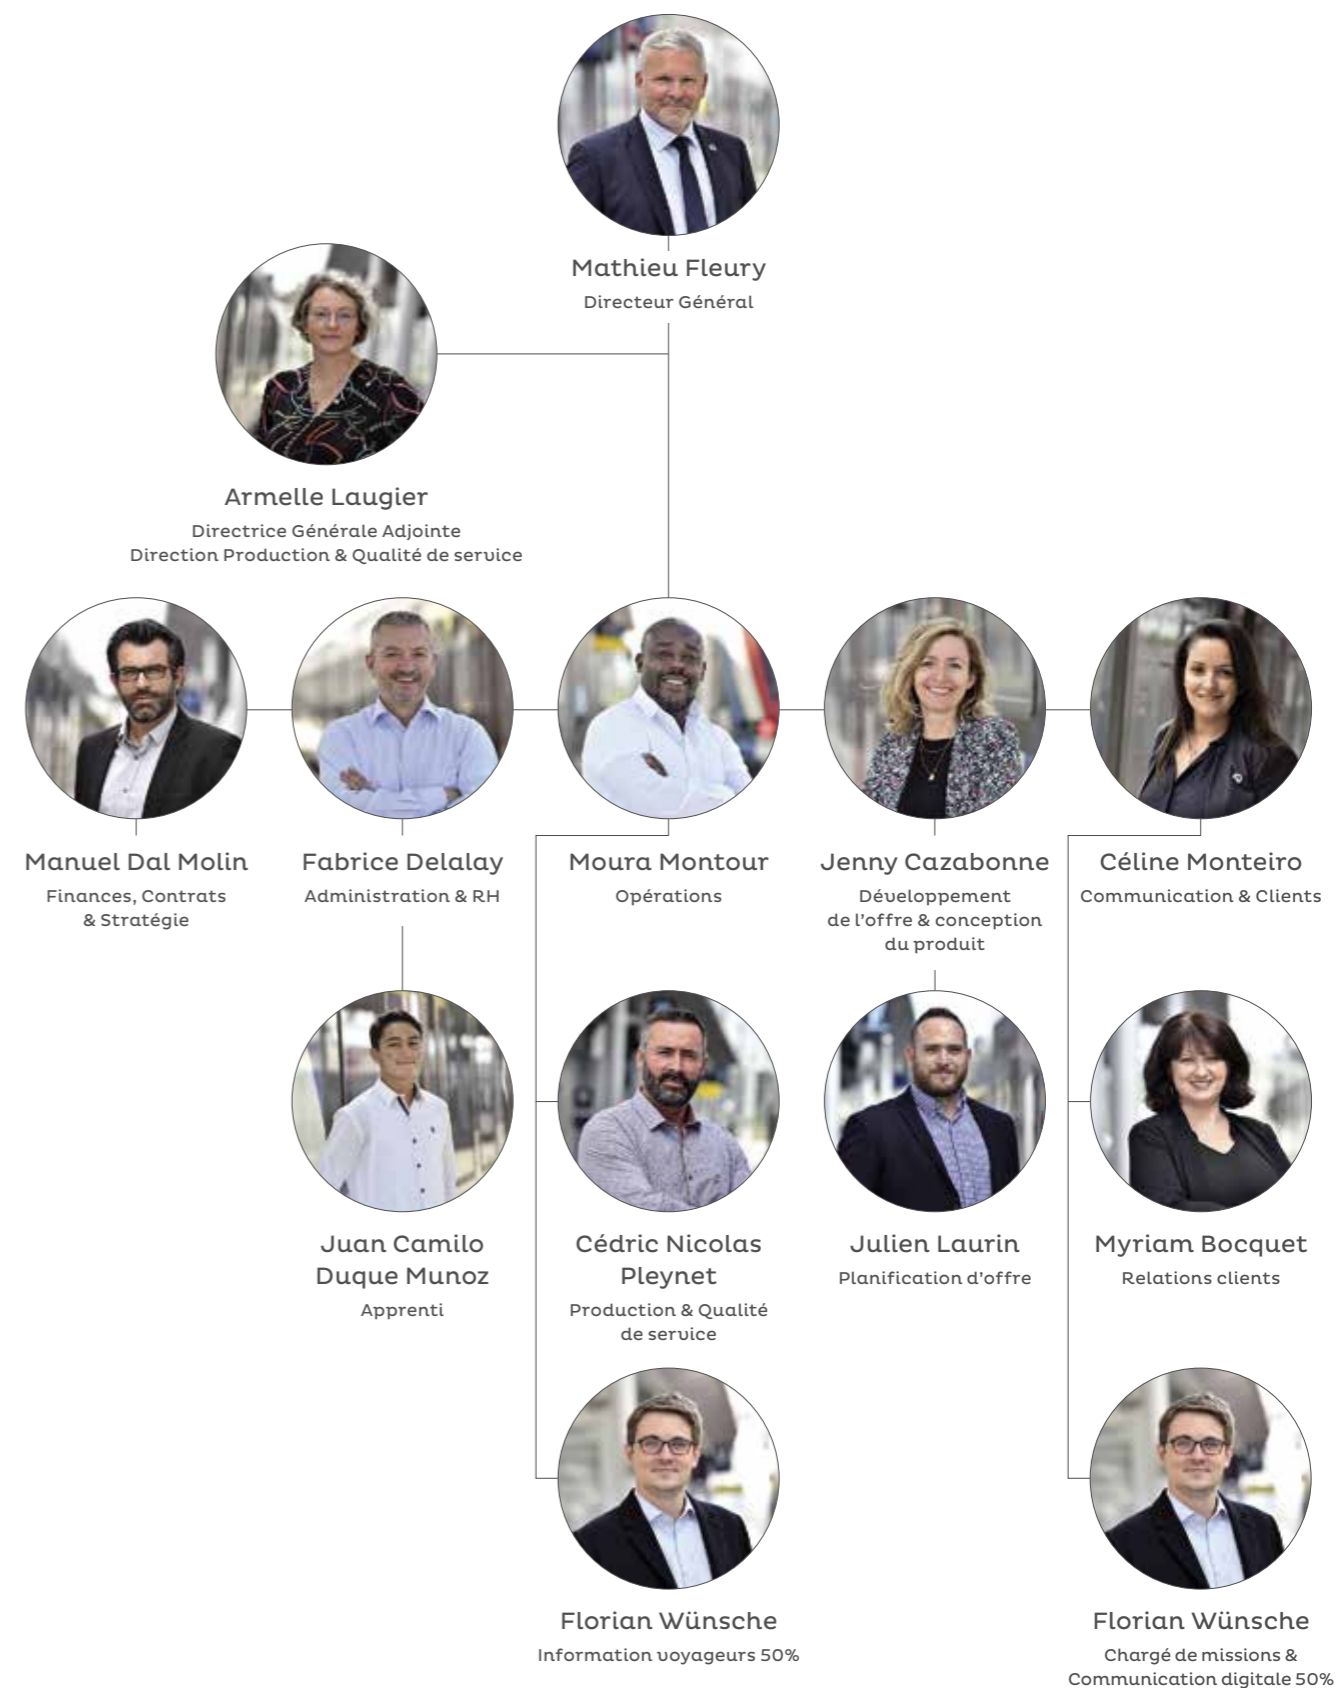 Mathieu Fleury
Directeur Général
Armelle Laugier
Directrice Générale Adjointe
Direction Production & Qualité de service
Manuel Dal Molin
Finances, Contrats
& Stratégie
Fabrice Delalay
Administration & RH
Moura Montour
Opérations
Jenny Cazabonne
Développement
de l'offre & conception
du produit
Céline Monteiro
Communication & Clients
Juan Camilo
Duque Munoz
Apprenti
Cédric Nicolas
Pleynet
Production & Qualité
de service
Julien Laurin
Planification d'offre
Myriam Bocquet
Relations clients
Florian Wünsche
Information voyageurs 50%
Florian Wünsche
Chargé de missions &
Communication digitale 50%